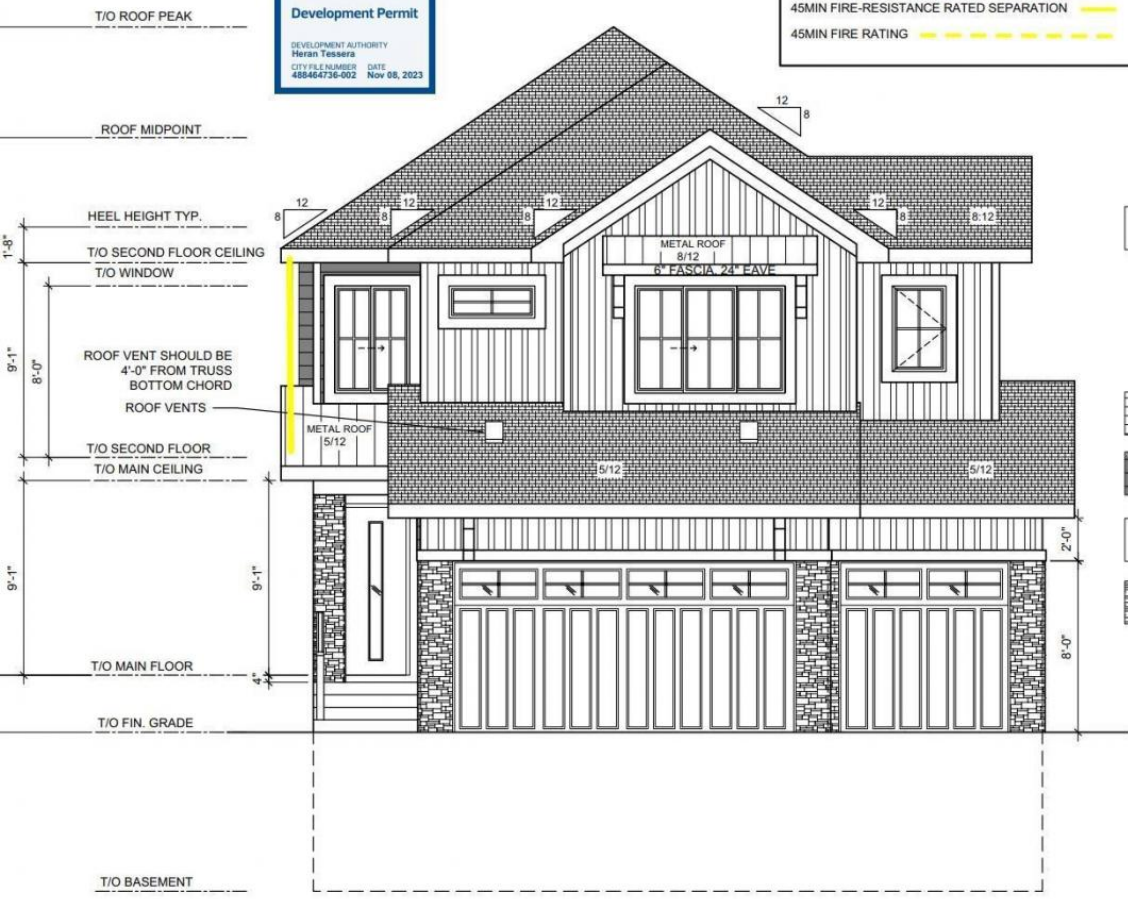 T/O ROOF PEAK
Development Permit
DEVELOPMENT AUTHORITY
Heran Tessera
CITY FILE NUMBER DATE
488464736-002 Nov 08, 2023
45MIN FIRE-RESISTANCE RATED SEPARATION
45MIN FIRE RATING
12
8
ROOF MIDPOINT
HEEL HEIGHT TYP.
12
8
12
8
12
8
12
8
8:12
1'-8"
T/O SECOND FLOOR CEILING
T/O WINDOW
METAL ROOF
8/12
6" FASCIA, 24" EAVE
9'-1"
8'-0"
ROOF VENT SHOULD BE
4'-0" FROM TRUSS
BOTTOM CHORD
ROOF VENTS
METAL ROOF
5/12
T/O SECOND FLOOR
T/O MAIN CEILING
5/12
5/12
2'-0"
9'-1"
9'-1"
8'-0"
T/O MAIN FLOOR
4"
T/O FIN. GRADE
T/O BASEMENT